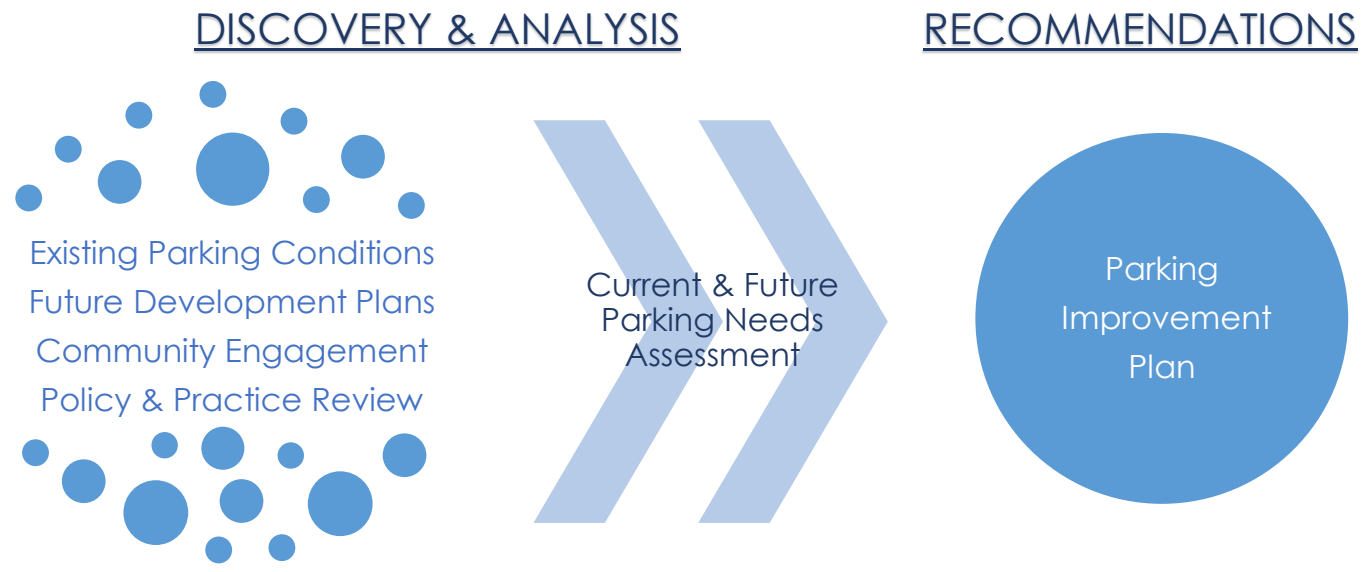 DISCOVERY & ANALYSIS
RECOMMENDATIONS
Existing Parking Conditions
Future Development Plans
Community Engagement
Policy & Practice Review
Current & Future
Parking Needs
Assessment
Parking
Improvement
Plan